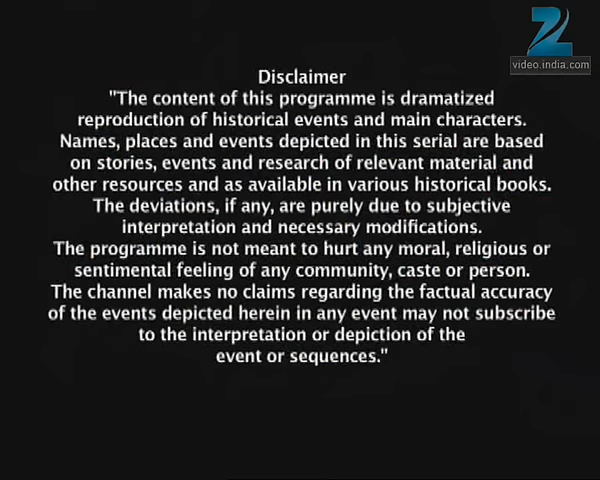 video.india.com
Disclaimer
"The content of this programme is dramatized
reproduction of historical events and main characters.
Names, places and events depicted in this serial are based
on stories, events and research of relevant material and
other resources and as available in various historical books.
The deviations, if any, are purely due to subjective
interpretation and necessary modifications.
The programme is not meant to hurt any moral, religious or
sentimental feeling of any community, caste or person.
The channel makes no claims regarding the factual accuracy
of the events depicted herein in any event may not subscribe
to the interpretation or depiction of the
event or sequences."